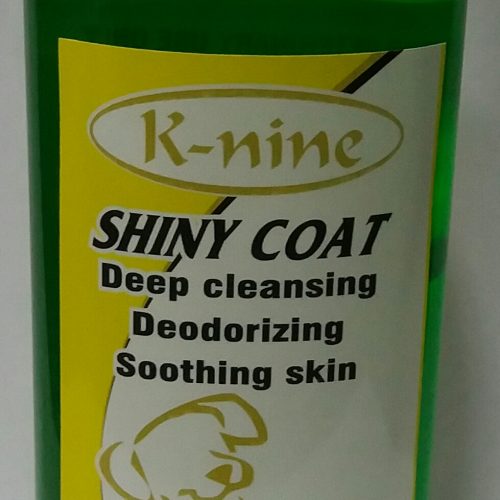 K-nine
SHINY COAT
Deep cleansing
Deodorizing
Soothing skin